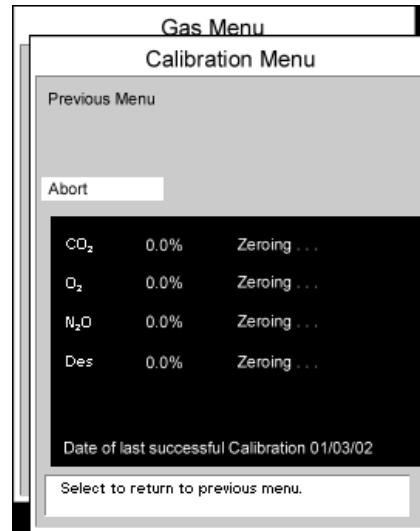 Gas Menu
Calibration Menu
Previous Menu
Abort
CO₂ 0.0% Zeroing . . .
O₂ 0.0% Zeroing . . .
N₂O 0.0% Zeroing . . .
Des 0.0% Zeroing . . .
Date of last successful Calibration 01/03/02
Select to return to previous menu.